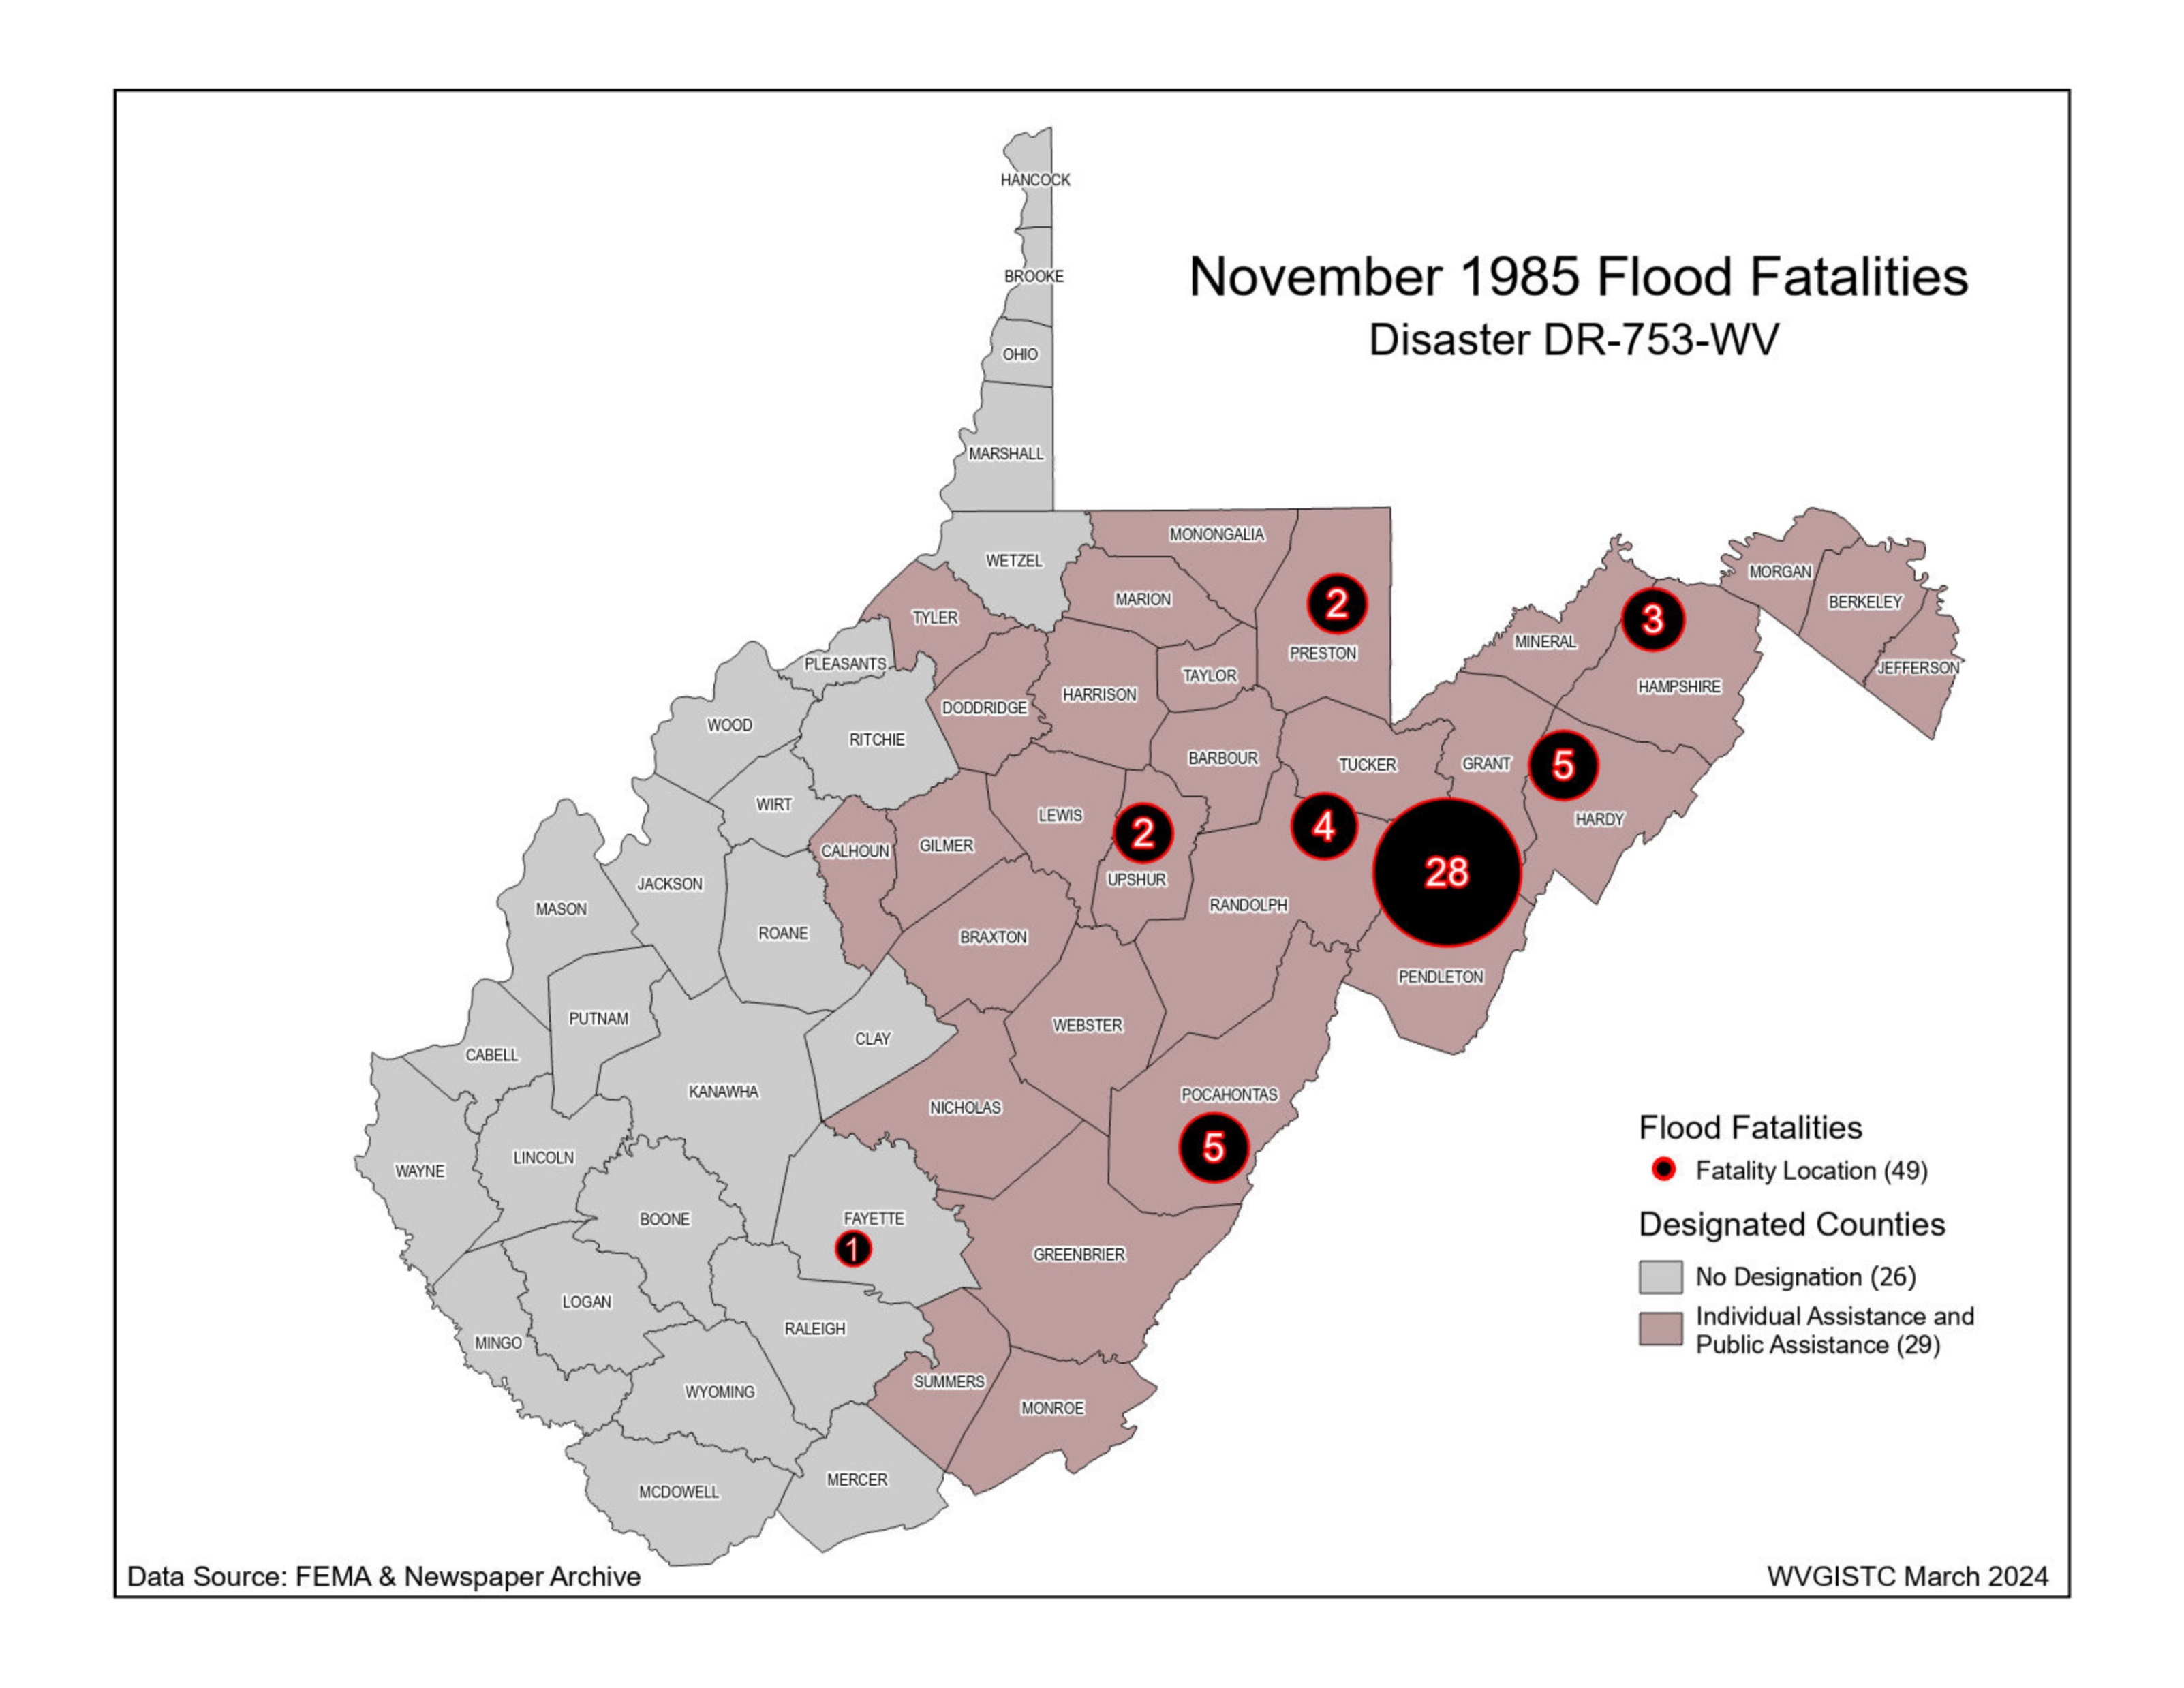 HANCOCK
BROOKE
November 1985 Flood Fatalities
Disaster DR-753-WV
OHIO
MARSHALL
MONONGALIA
WETZEL
MORGAN
MARION
2
BERKELEY
TYLER
3
MINERAL
PRESTON
PLEASANTS
JEFFERSON
TAYLOR
HAMPSHIRE
HARRISON
DODDRIDGE
WOOD
RITCHIE
BARBOUR
TUCKER
GRANT
5
WIRT
LEWIS
HARDY
4
2
CALHOUN
GILMER
28
UPSHUR
JACKSON
MASON
RANDOLPH
ROANE
BRAXTON
PENDLETON
PUTNAM
WEBSTER
CLAY
CABELL
KANAWHA
POCAHONTAS
NICHOLAS
5
LINCOLN
WAYNE
BOONE
FAYETTE
1
GREENBRIER
LOGAN
RALEIGH
MINGO
SUMMERS
WYOMING
MONROE
MERCER
MCDOWELL
Flood Fatalities
Fatality Location (49)
Designated Counties
No Designation (26)
Individual Assistance and
Public Assistance (29)
Data Source: FEMA & Newspaper Archive
WVGISTC March 2024